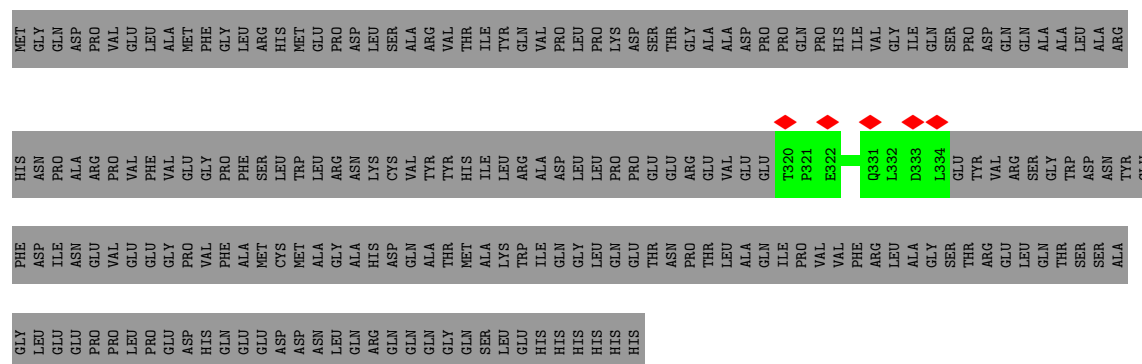 MET GLY GLN ASP PRO VAL GLU LEU ALA MET PHE GLY LEU ARG HIS MET GLU PRO ASP LEU SER ALA ARG VAL THR ILE TYR GLN VAL PRO LEU PRO LYS ASP SER THR GLY ALA ALA ASP PRO PRO GLN PRO HIS ILE VAL GLY ILE GLN SER PRO ASP GLN GLN ALA ALA LEU ALA ARG
HIS ASN PRO ALA ARG PRO VAL PHE VAL GLU GLY PRO PHE SER LEU TRP LEU ARG ASN LYS CYS VAL TYR TYR HIS ILE LEU ARG ALA ASP LEU LEU PRO PRO GLU GLU ARG GLU VAL GLU GLU T320 P321 E322 Q331 L332 D333 L334 GLU TYR VAL ARG SER GLY TRP ASP ASN TYR
PHE ASP ILE ASN GLU VAL GLU GLU GLY PRO VAL PHE ALA MET CYS MET ALA GLY ALA HIS ASP GLN ALA THR MET ALA LYS TRP ILE GLN GLY LEU GLN GLU THR ASN PRO THR LEU ALA GLN ILE PRO VAL VAL PHE ARG LEU ALA GLY SER THR ARG GLU LEU GLN THR SER SER ALA
GLY LEU GLU GLU PRO PRO LEU PRO GLU ASP HIS GLN GLU GLU ASP ASP ASN LEU GLN ARG GLN GLN GLN GLY GLN SER LEU GLU HIS HIS HIS HIS HIS HIS